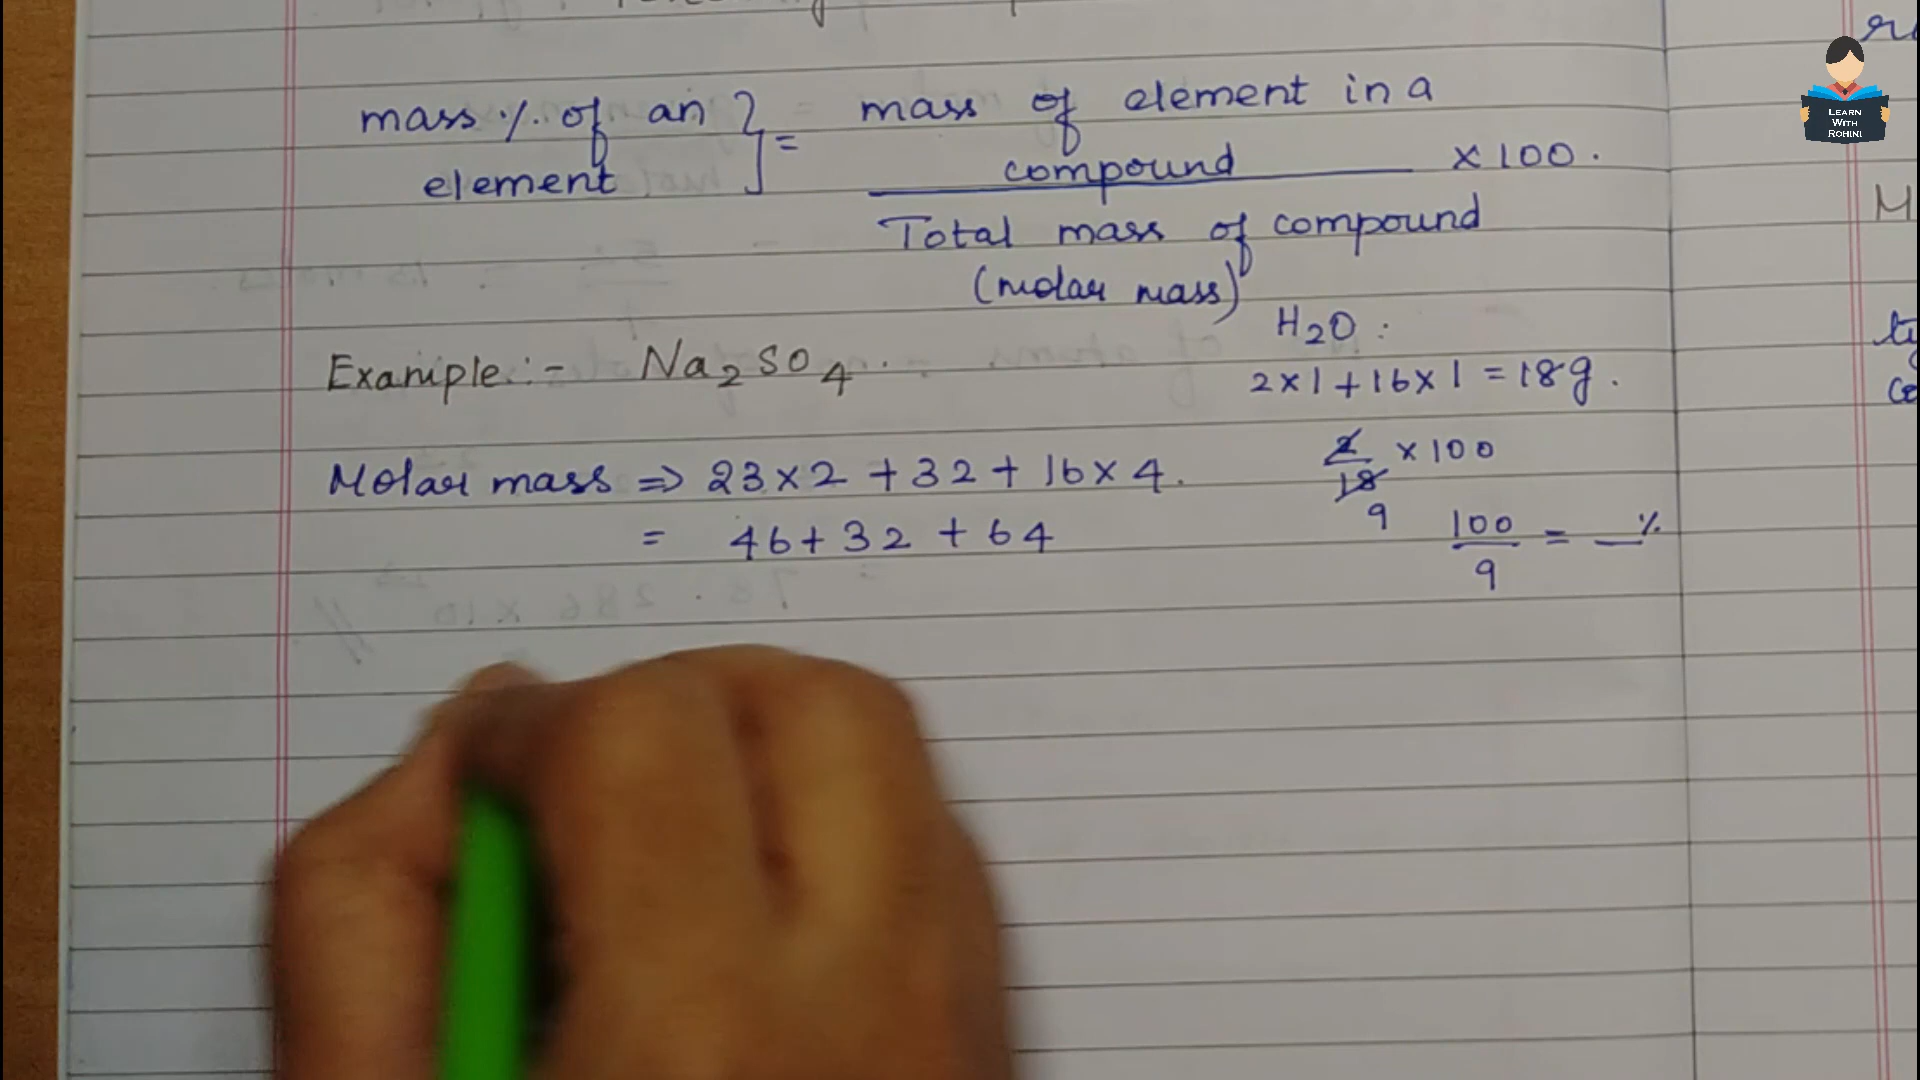 mass % of an } = mass of element in a
element compound × 100.
Total mass of compound
(molar mass)
H2O :
2×1+16×1 = 18g.
Example :- Na2SO4.
Molar mass ⇒ 23×2 + 32 + 16×4.
= 46+ 32 + 64
2/18 × 100
9
100/9 = __%
LEARN
WITH
ROHINI